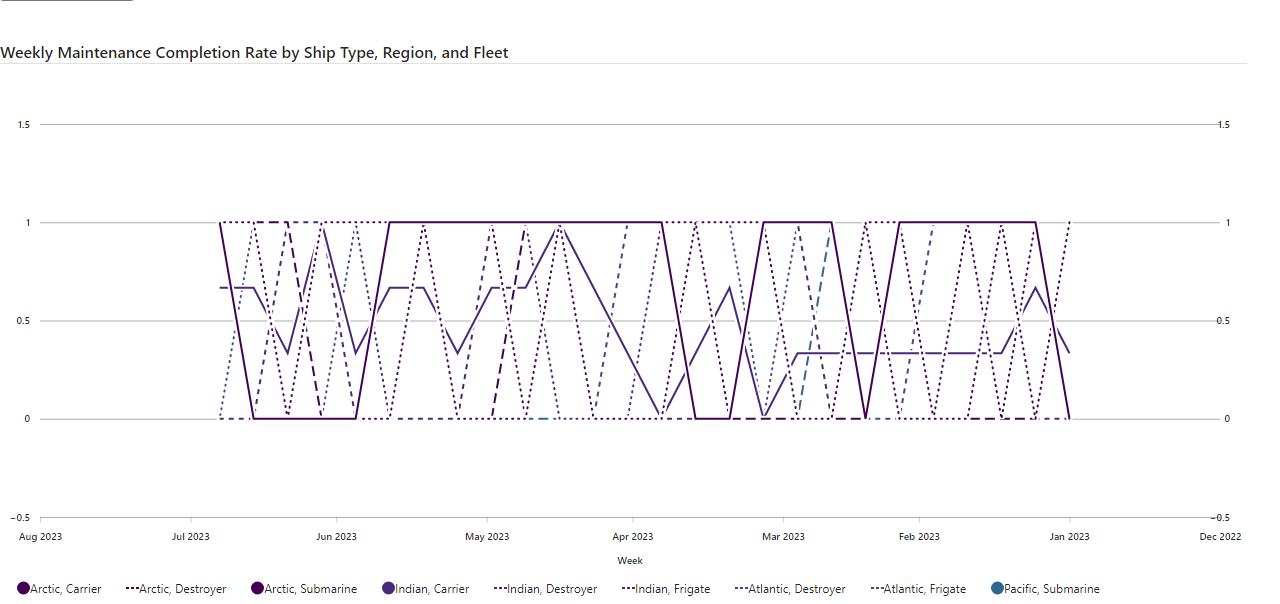 Weekly Maintenance Completion Rate by Ship Type, Region, and Fleet
1.5 1.5
1 1
0.5 0.5
0 0
−0.5 −0.5
Aug 2023 Jul 2023 Jun 2023 May 2023 Apr 2023 Mar 2023 Feb 2023 Jan 2023 Dec 2022
Week
Arctic, Carrier Arctic, Destroyer Arctic, Submarine Indian, Carrier Indian, Destroyer Indian, Frigate Atlantic, Destroyer Atlantic, Frigate Pacific, Submarine